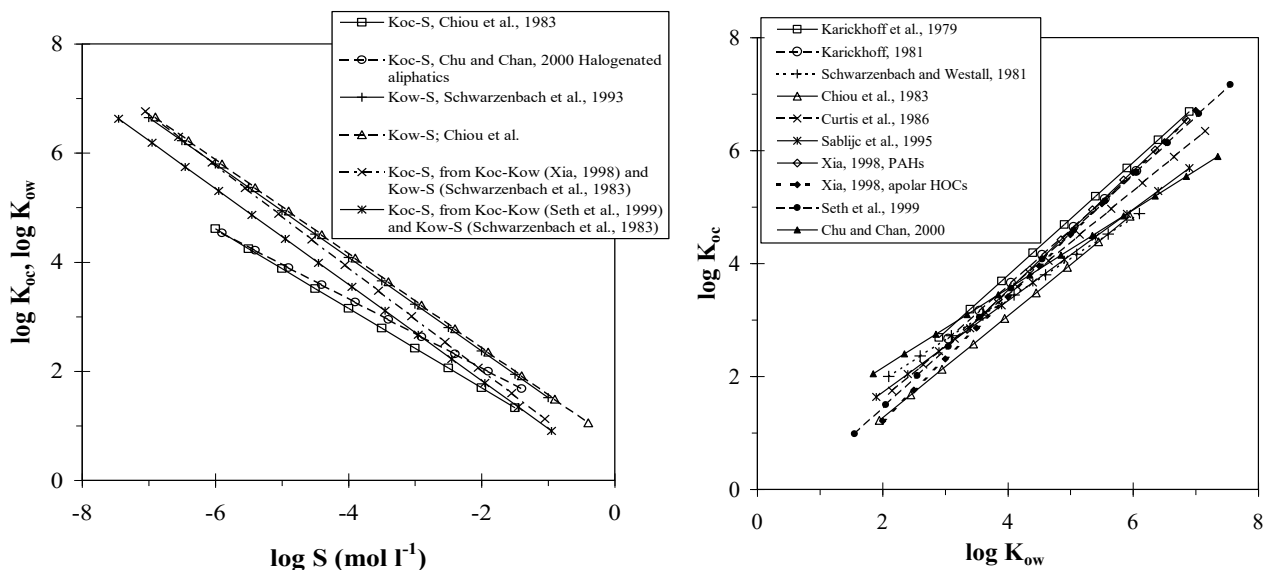 Koc-S, Chiou et al., 1983
Koc-S, Chu and Chan, 2000 Halogenated
aliphatics
Kow-S, Schwarzenbach et al., 1993
Kow-S; Chiou et al.
Koc-S, from Koc-Kow (Xia, 1998) and
Kow-S (Schwarzenbach et al., 1983)
Koc-S, from Koc-Kow (Seth et al., 1999)
and Kow-S (Schwarzenbach et al., 1983)
8
6
4
2
0
-8
-6
-4
-2
0
log Koc, log Kow
log S (mol l-1)
Karickhoff et al., 1979
Karickhoff, 1981
Schwarzenbach and Westall, 1981
Chiou et al., 1983
Curtis et al., 1986
Sablijc et al., 1995
Xia, 1998, PAHs
Xia, 1998, apolar HOCs
Seth et al., 1999
Chu and Chan, 2000
8
6
4
2
0
0
2
4
6
8
log Koc
log Kow